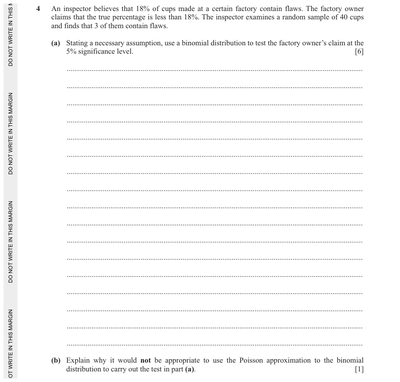 DO NOT WRITE IN THIS
4 An inspector believes that 18% of cups made at a certain factory contain flaws. The factory owner
claims that the true percentage is less than 18%. The inspector examines a random sample of 40 cups
and finds that 3 of them contain flaws.
(a) Stating a necessary assumption, use a binomial distribution to test the factory owner's claim at the
5% significance level. [6]
DO NOT WRITE IN THIS MARGIN
DO NOT WRITE IN THIS MARGIN
(b) Explain why it would not be appropriate to use the Poisson approximation to the binomial
distribution to carry out the test in part (a). [1]
OT WRITE IN THIS MARGIN